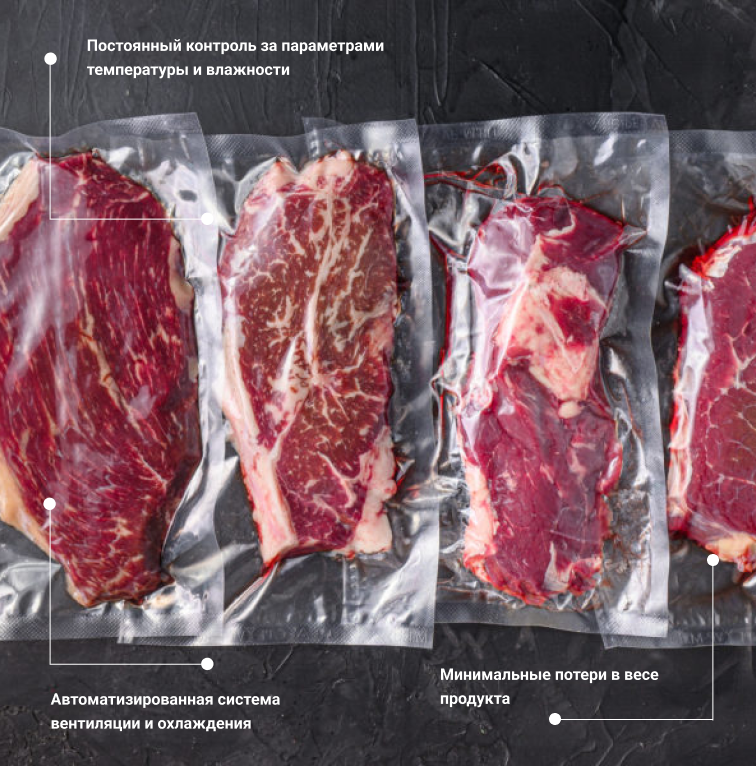 Постоянный контроль за параметрами
температуры и влажности
Минимальные потери в весе
продукта
Автоматизированная система
вентиляции и охлаждения